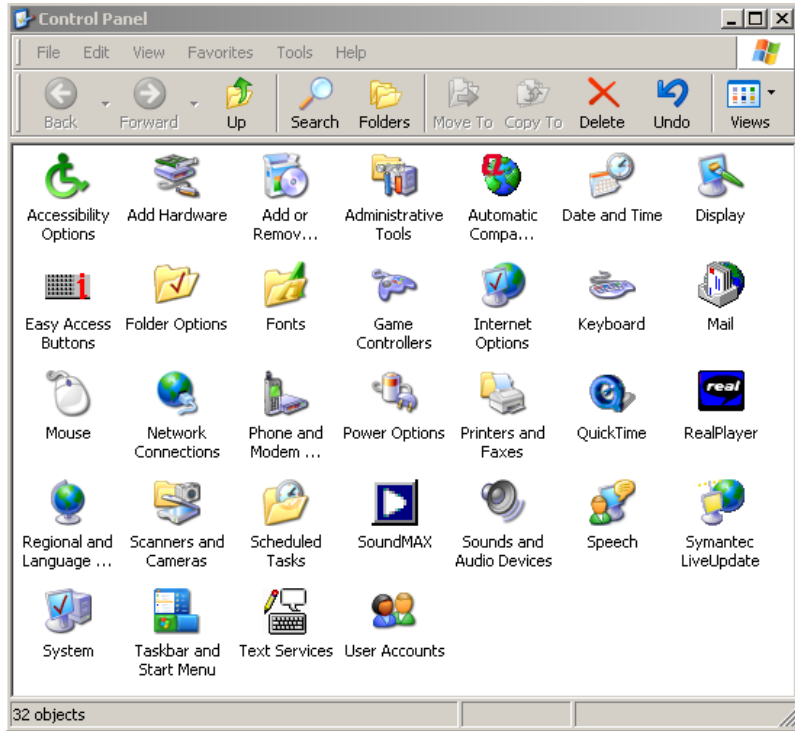 Control Panel
File Edit View Favorites Tools Help
Back Forward Up Search Folders Move To Copy To Delete Undo Views
Accessibility Options
Add Hardware
Add or Remov...
Administrative Tools
Automatic Compa...
Date and Time
Display
Easy Access Buttons
Folder Options
Fonts
Game Controllers
Internet Options
Keyboard
Mail
Mouse
Network Connections
Phone and Modem ...
Power Options
Printers and Faxes
QuickTime
real
RealPlayer
Regional and Language ...
Scanners and Cameras
Scheduled Tasks
SoundMAX
Sounds and Audio Devices
Speech
Symantec LiveUpdate
System
Taskbar and Start Menu
Text Services
User Accounts
32 objects